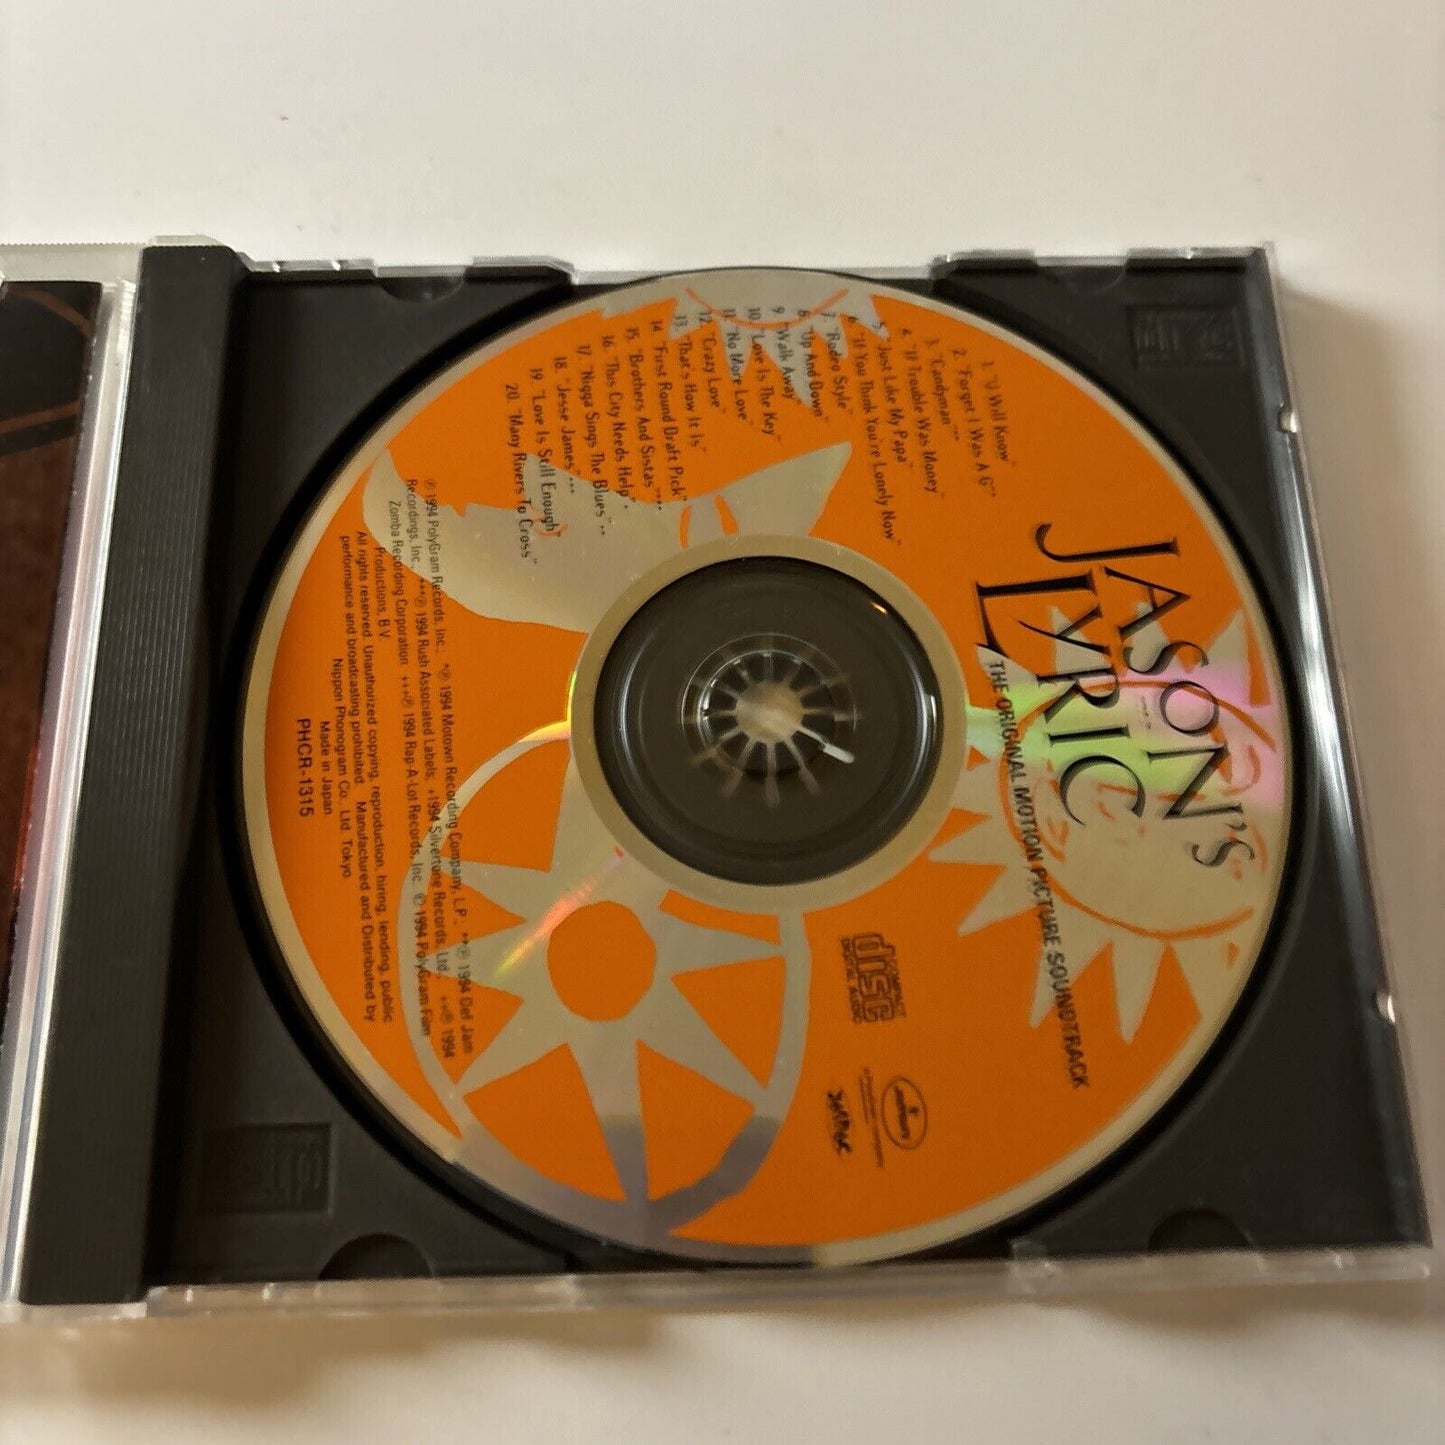 JASON'S
LYRIC
THE ORIGINAL MOTION PICTURE SOUNDTRACK
1. "U Will Know"
2. "Forget I Was A G"**
3. "Candyman"**
4. "If Trouble Was Money"
5. "Just Like My Papa"
6. "If You Think You're Lonely Now"
7. "Rodeo Style"
8. "Up And Down"
9. "Walk Away"
10. "Love Is The Key"
11. "No More Love"
12. "Crazy Love"
13. "That's How It Is"
14. "First Round Draft Pick"
15. "Brothers And Sistas"****
16. "This City Needs Help"+
17. "Nigga Sings The Blues"++
18. "Jesse James"+++
19. "Love Is Still Enough"
20. "Many Rivers To Cross"
℗ 1994 PolyGram Records, Inc., *℗ 1994 Motown Recording Company, L.P., **℗ 1994 Def Jam
Recordings, Inc., ***℗ 1994 Rush Associated Labels, +1994 Silvertone Records, Ltd., ++℗ 1994
Zomba Recording Corporation +++℗ 1994 Rap-A-Lot Records, Inc. © 1994 PolyGram Film
Productions, B.V.
All rights reserved. Unauthorized copying, reproduction, hiring, lending, public
performance and broadcasting prohibited. Manufactured and Distributed by
Nippon Phonogram Co., Ltd. Tokyo
Made in Japan
PHCR-1315
COMPACT
disc
DIGITAL AUDIO
mercury